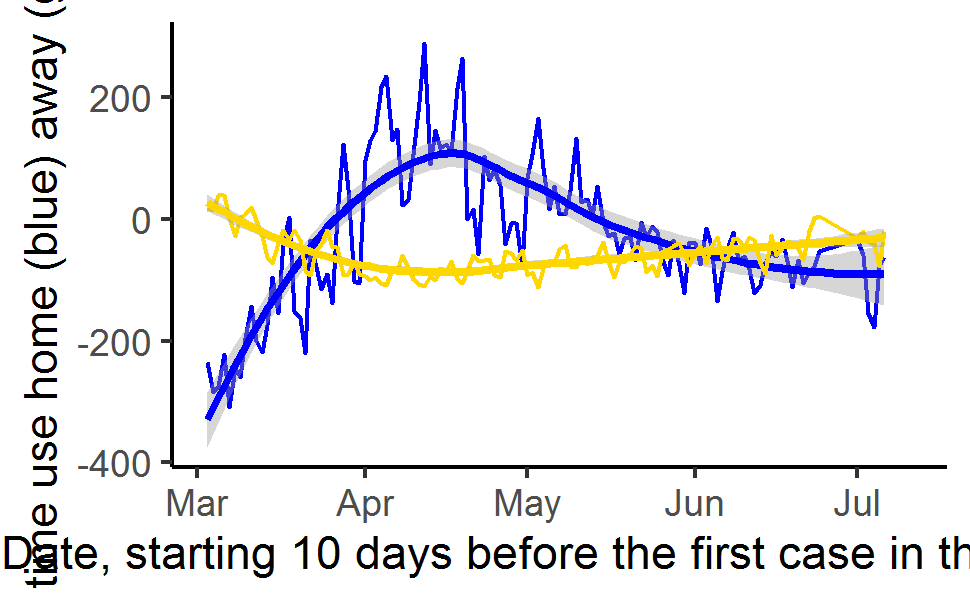 time use home (blue) away (
200
0
-200
-400
Mar Apr May Jun Jul
Date, starting 10 days before the first case in th